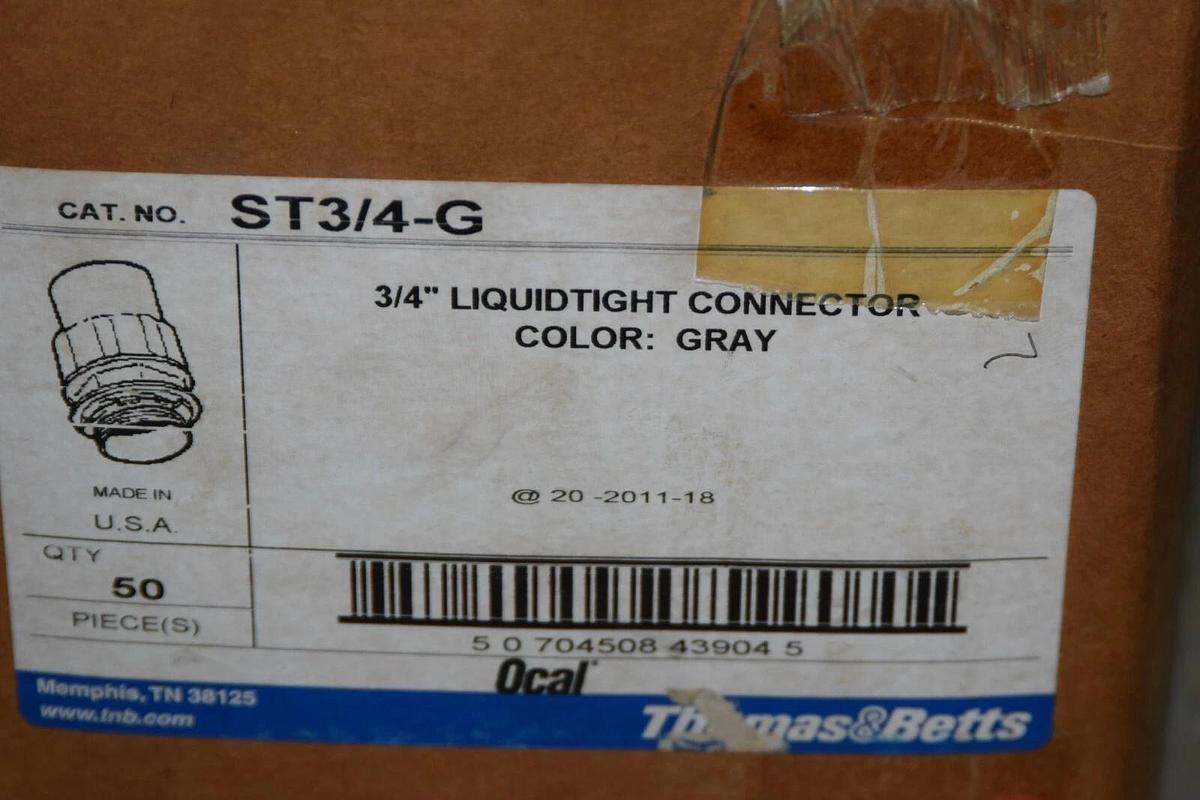 CAT. NO. ST3/4-G
3/4" LIQUIDTIGHT CONNECTOR
COLOR: GRAY
MADE IN
U.S.A.
@ 20 -2011-18
QTY
50
PIECE(S)
5 0 704508 43904 5
Ocal
Memphis, TN 38125
www.tnb.com
Thomas&Betts